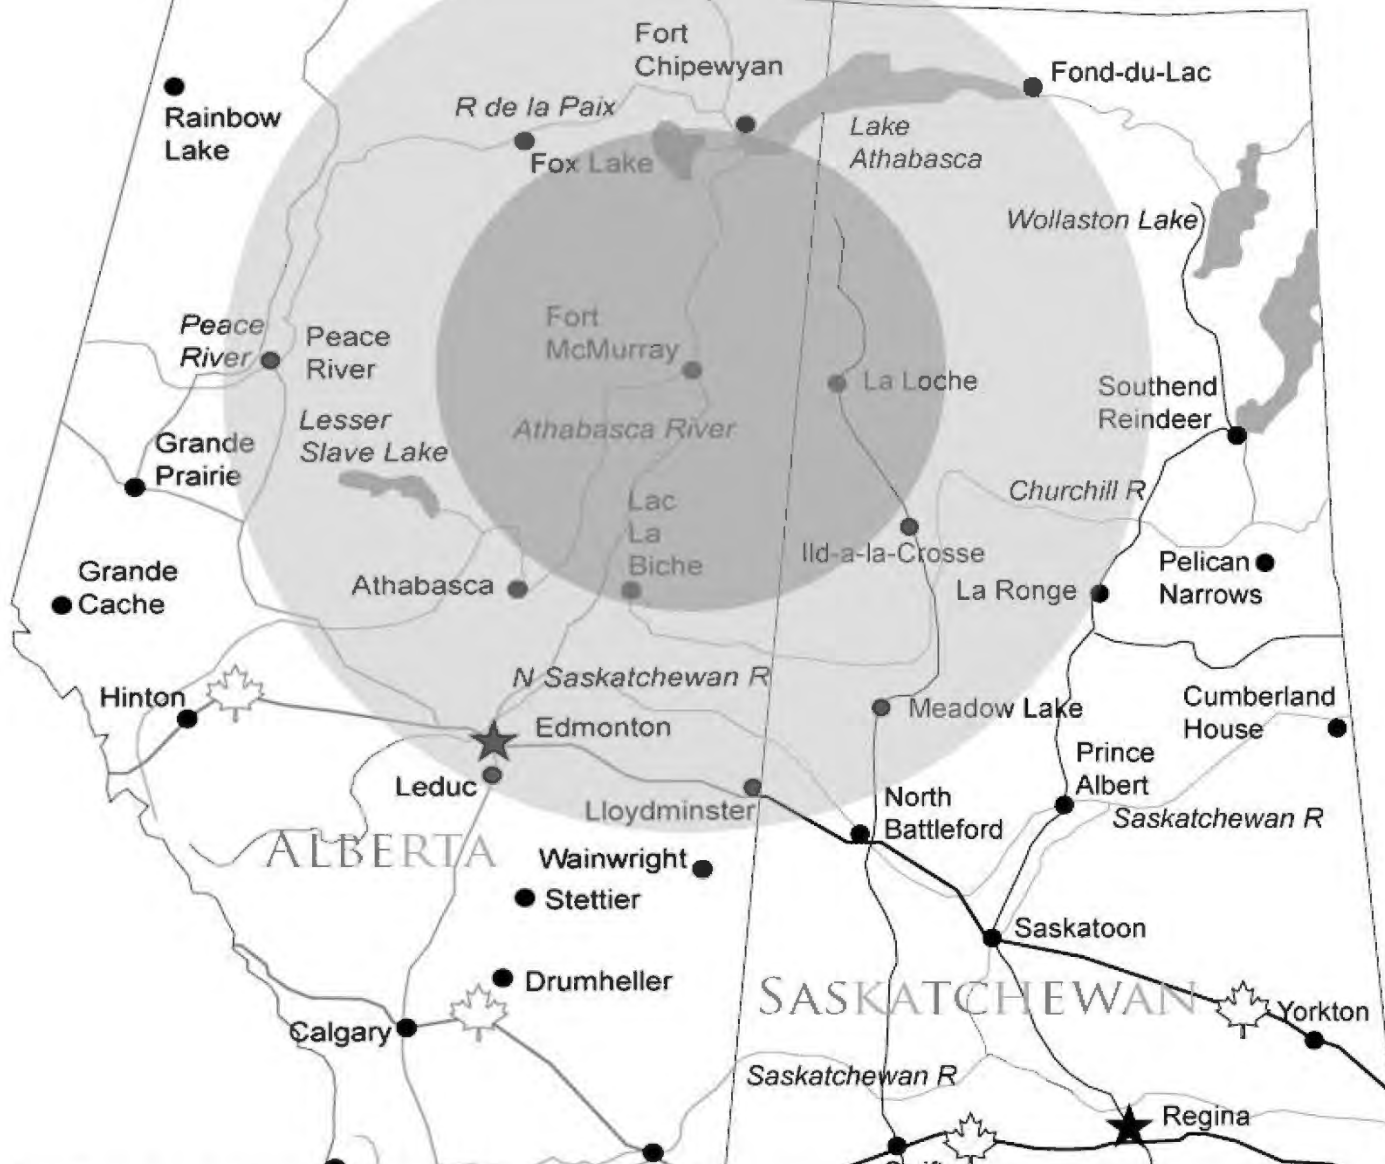 Fort
Chipewyan
Fond-du-Lac
Rainbow
Lake
R de la Paix
Fox Lake
Lake
Athabasca
Wollaston Lake
Peace
River
Peace
River
Fort
McMurray
La Loche
Southend
Reindeer
Lesser
Slave Lake
Athabasca River
Grande
Prairie
Lac
La
Biche
Churchill R
Ild-a-la-Crosse
Athabasca
La Ronge
Pelican
Narrows
Grande
Cache
Hinton
N Saskatchewan R
Meadow Lake
Cumberland
House
Edmonton
Leduc
Lloydminster
Prince
Albert
North
Battleford
Saskatchewan R
ALBERTA
Wainwright
Stettier
Saskatoon
Drumheller
SASKATCHEWAN
Yorkton
Calgary
Saskatchewan R
Regina